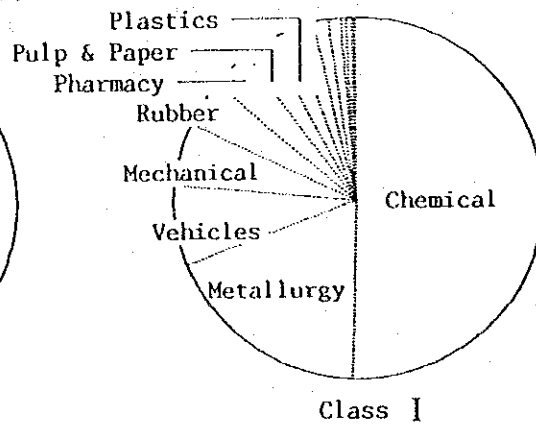 Plastics
Pulp & Paper
Pharmacy
Rubber
Mechanical
Chemical
Vehicles
Metallurgy
Class I